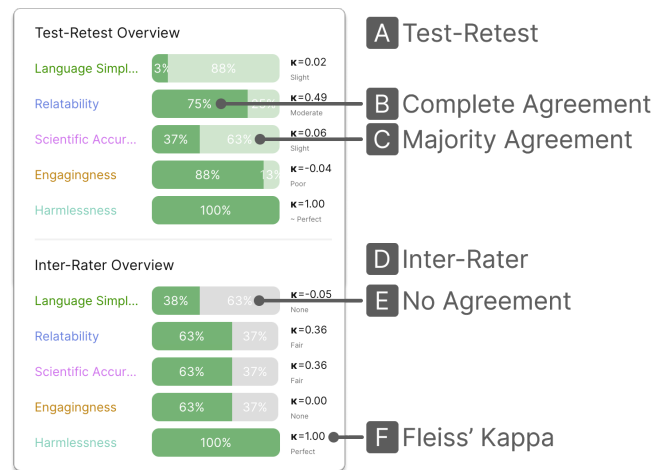 Test-Retest Overview
Language Simpl... 3% 88% κ=0.02
Slight
Relatability 75% 25% κ=0.49
Moderate
Scientific Accur... 37% 63% κ=0.06
Slight
Engagingness 88% 13% κ=-0.04
Poor
Harmlessness 100% κ=1.00
~ Perfect
Inter-Rater Overview
Language Simpl... 38% 63% κ=-0.05
None
Relatability 63% 37% κ=0.36
Fair
Scientific Accur... 63% 37% κ=0.36
Fair
Engagingness 63% 37% κ=0.00
None
Harmlessness 100% κ=1.00
Perfect
A Test-Retest
B Complete Agreement
C Majority Agreement
D Inter-Rater
E No Agreement
F Fleiss’ Kappa